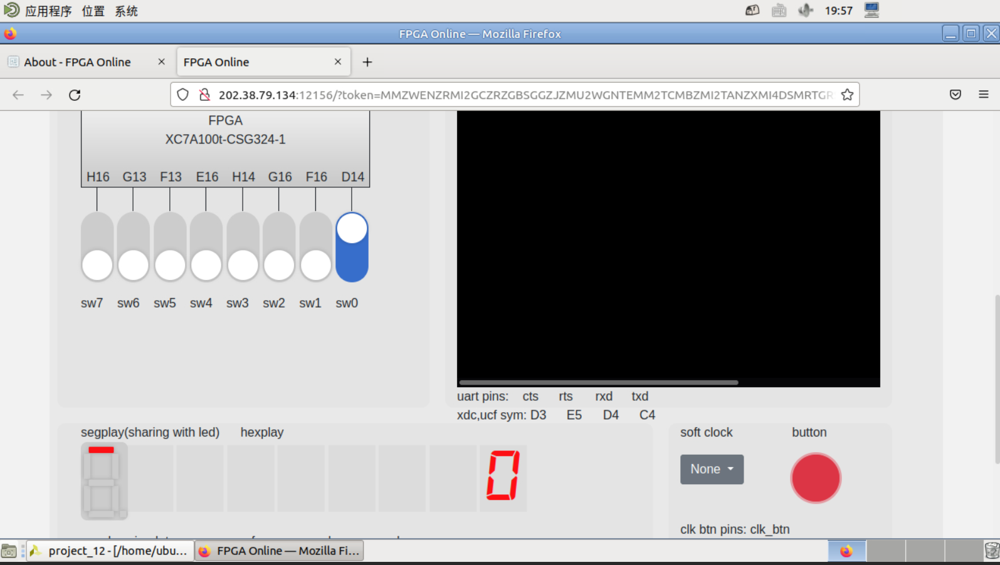 应用程序 位置 系统 19:57
FPGA Online — Mozilla Firefox
About - FPGA Online × FPGA Online × +
202.38.79.134:12156/?token=MMZWENZRMI2GCZRZGBSGGZJZMU2WGNTEMM2TCMBZMI2TANZXMI4DSMRTGR
FPGA
XC7A100t-CSG324-1
H16 G13 F13 E16 H14 G16 F16 D14
sw7 sw6 sw5 sw4 sw3 sw2 sw1 sw0
uart pins: cts rts rxd txd
xdc,ucf sym: D3 E5 D4 C4
segplay(sharing with led) hexplay
0
soft clock button
None
clk btn pins: clk_btn
project_12 - [/home/ubu... FPGA Online — Mozilla Fi...